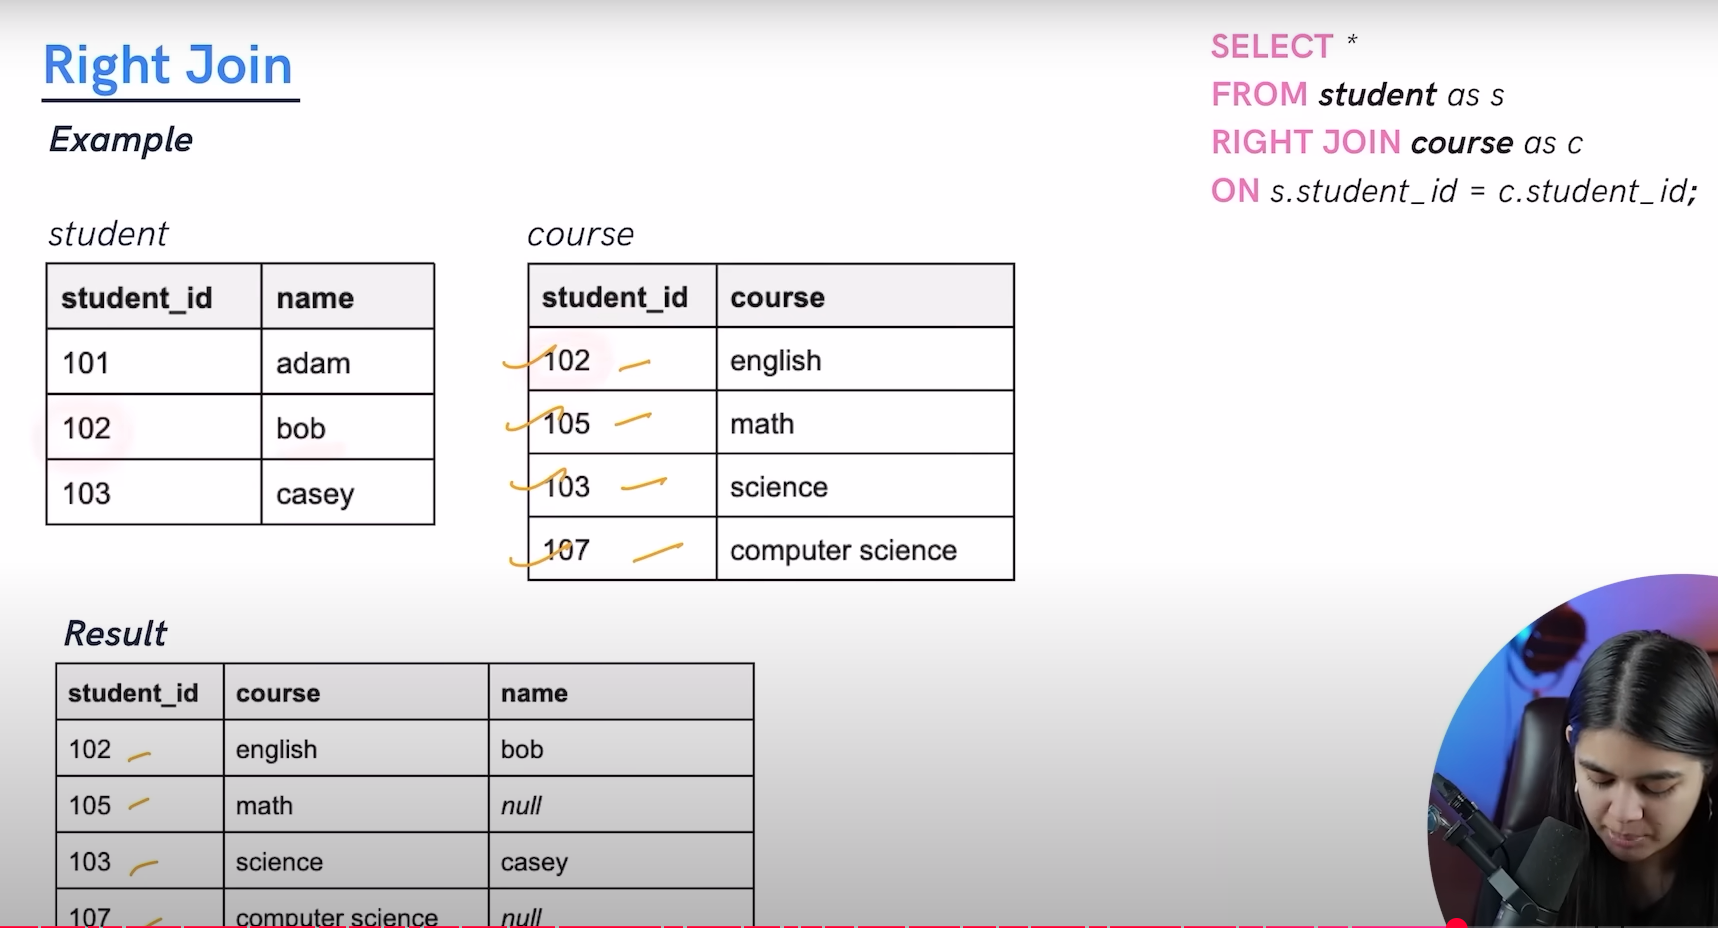 Right Join
Example
SELECT *
FROM student as s
RIGHT JOIN course as c
ON s.student_id = c.student_id;
student
student_id name
101 adam
102 bob
103 casey
course
student_id course
102 english
105 math
103 science
107 computer science
Result
student_id course name
102 english bob
105 math null
103 science casey
107 computer science null